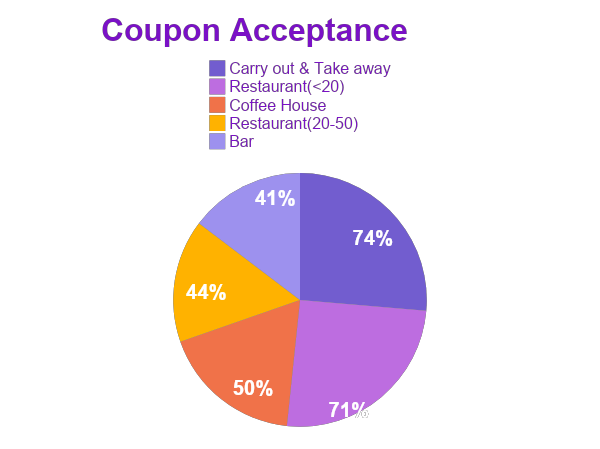 Coupon Acceptance
Carry out & Take away
Restaurant(<20)
Coffee House
Restaurant(20-50)
Bar
41%
74%
44%
50%
71%